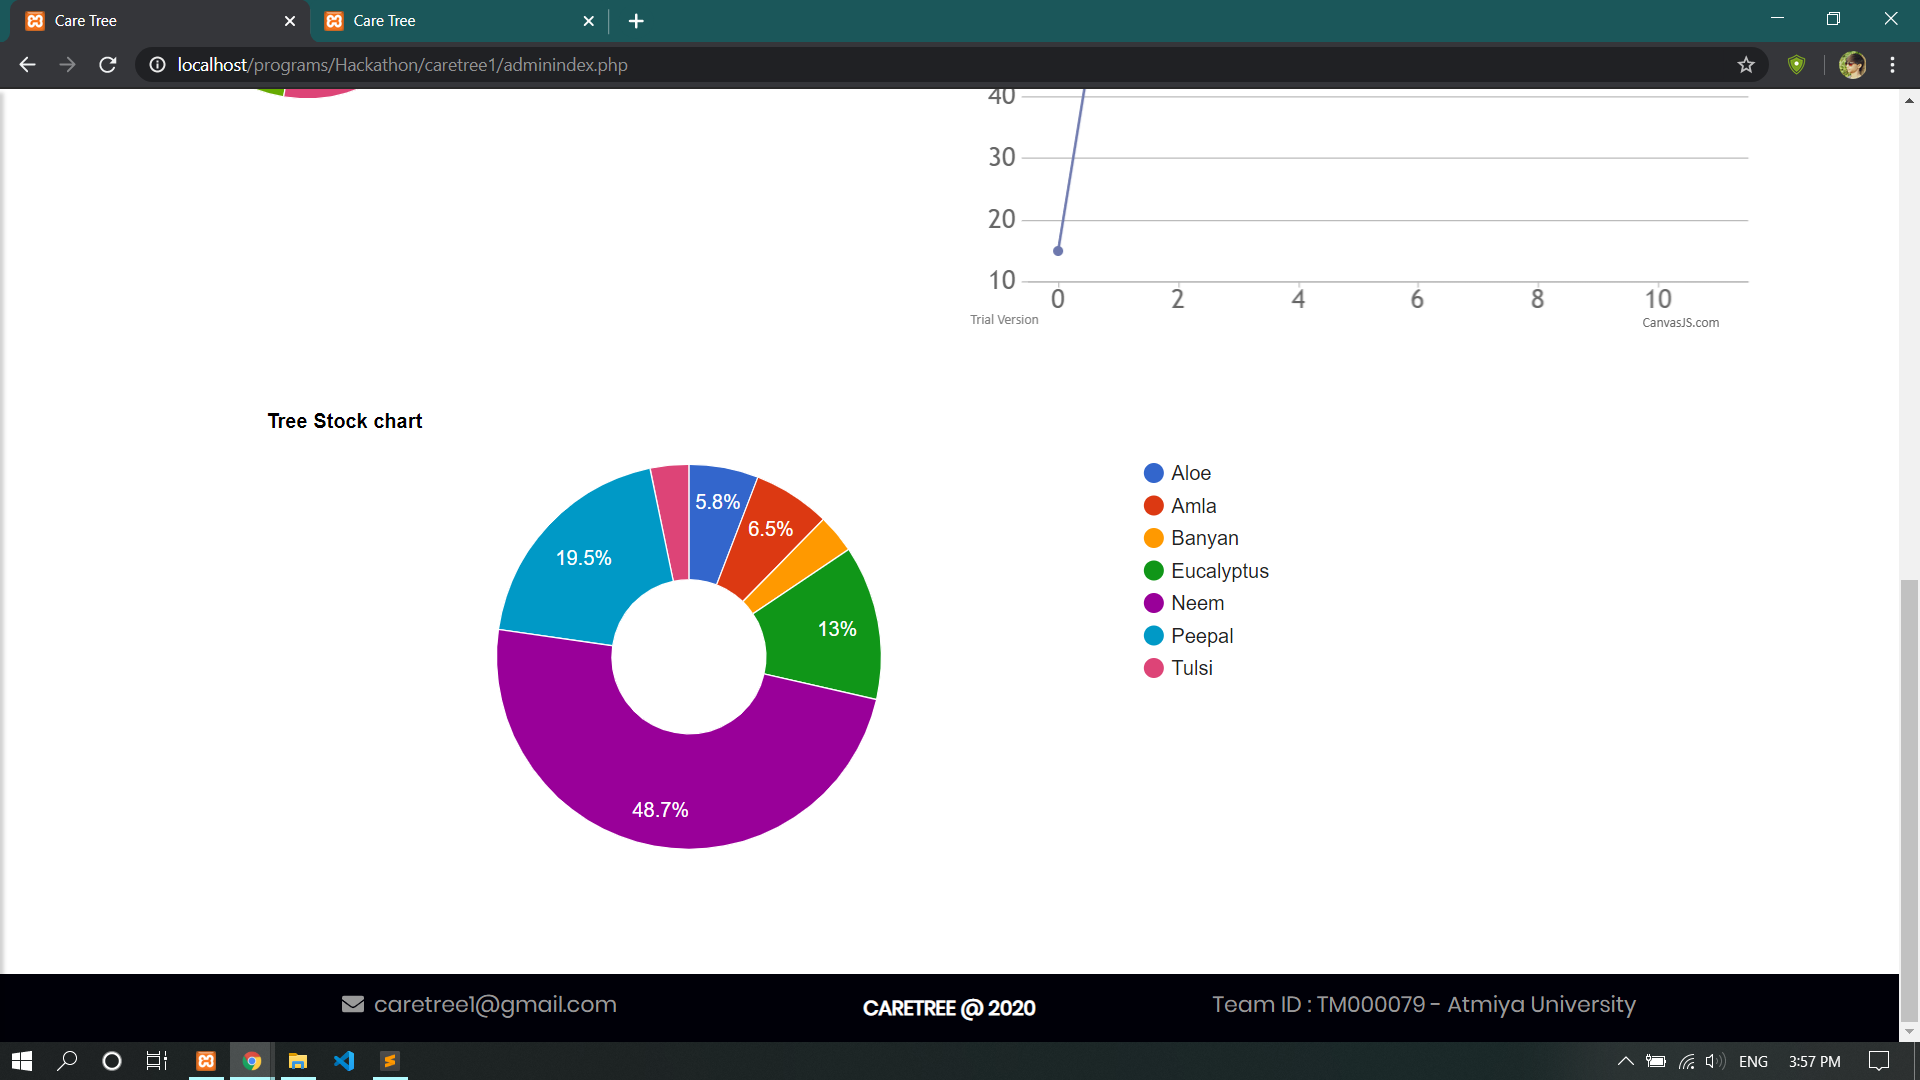 Care Tree
Care Tree
localhost/programs/Hackathon/caretree1/adminindex.php
40
30
20
10
0 2 4 6 8 10
Trial Version
CanvasJS.com
Tree Stock chart
5.8%
6.5%
19.5%
13%
48.7%
Aloe
Amla
Banyan
Eucalyptus
Neem
Peepal
Tulsi
caretree1@gmail.com
CARETREE @ 2020
Team ID : TM000079 - Atmiya University
ENG
3:57 PM